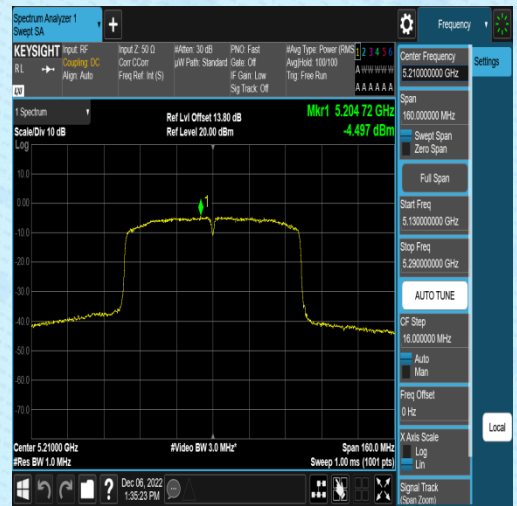 Spectrum Analyzer 1
Swept SA
+
Frequency
KEYSIGHT
RL
LXI
Input: RF
Coupling: DC
Align: Auto
Input Z: 50 Ω
Corr CCorr
Freq Ref: Int (S)
#Atten: 30 dB
µW Path: Standard
PNO: Fast
Gate: Off
IF Gain: Low
Sig Track: Off
#Avg Type: Power (RMS)
Avg|Hold: 100/100
Trig: Free Run
1 2 3 4 5 6
A W W W W W
A A A A A A
1 Spectrum
Scale/Div 10 dB
Log
Ref Lvl Offset 13.80 dB
Ref Level 20.00 dBm
Mkr1 5.204 72 GHz
-4.497 dBm
10.0
0.00
-10.0
-20.0
-30.0
-40.0
-50.0
-60.0
-70.0
1
Center 5.21000 GHz
#Res BW 1.0 MHz
#Video BW 3.0 MHz*
Span 160.0 MHz
Sweep 1.00 ms (1001 pts)
Dec 06, 2022
1:35:23 PM
Center Frequency
5.210000000 GHz
Settings
Span
160.000000 MHz
Swept Span
Zero Span
Full Span
Start Freq
5.130000000 GHz
Stop Freq
5.290000000 GHz
AUTO TUNE
CF Step
16.000000 MHz
Auto
Man
Freq Offset
0 Hz
X Axis Scale
Log
Lin
Local
Signal Track
(Span Zoom)